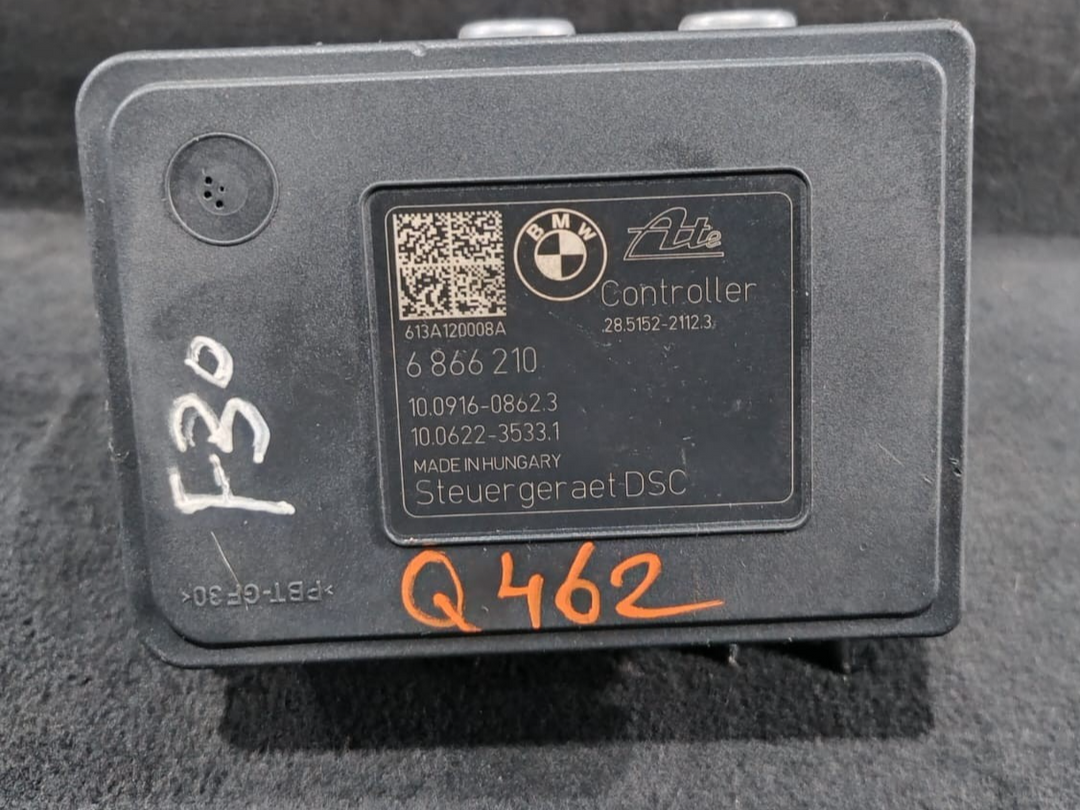 BMW
Ate
Controller
28.5152-2112.3
613A120008A
6 866 210
10.0916-0862.3
10.0622-3533.1
MADE IN HUNGARY
Steuergeraet DSC
F30
Q 462
>PBT-GF30<